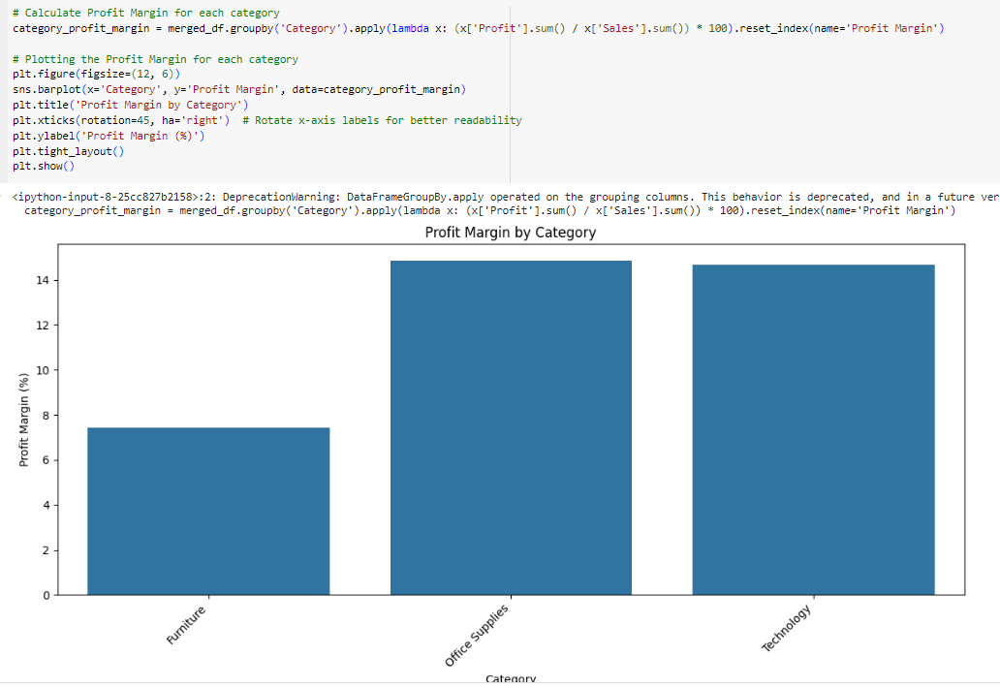 # Calculate Profit Margin for each category
category_profit_margin = merged_df.groupby('Category').apply(lambda x: (x['Profit'].sum() / x['Sales'].sum()) * 100).reset_index(name='Profit Margin')
# Plotting the Profit Margin for each category
plt.figure(figsize=(12, 6))
sns.barplot(x='Category', y='Profit Margin', data=category_profit_margin)
plt.title('Profit Margin by Category')
plt.xticks(rotation=45, ha='right')  # Rotate x-axis labels for better readability
plt.ylabel('Profit Margin (%)')
plt.tight_layout()
plt.show()
<ipython-input-8-25cc827b2158>:2: DeprecationWarning: DataFrameGroupBy.apply operated on the grouping columns. This behavior is deprecated, and in a future ver
category_profit_margin = merged_df.groupby('Category').apply(lambda x: (x['Profit'].sum() / x['Sales'].sum()) * 100).reset_index(name='Profit Margin')
Profit Margin by Category
14
12
10
8
6
4
2
0
Profit Margin (%)
Furniture
Office Supplies
Technology
Category